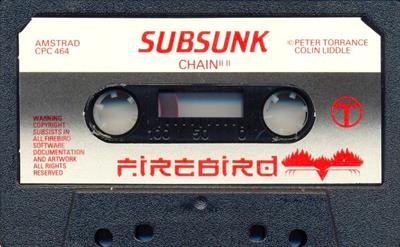 AMSTRAD
CPC 464
SUBSUNK
CHAIN"" ""
©PETER TORRANCE
COLIN LIDDLE
WARNING
COPYRIGHT
SUBSISTS IN
ALL FIREBIRD
SOFTWARE
DOCUMENTATION
AND ARTWORK
ALL RIGHTS
RESERVED
100 50 0
FIREBIRD